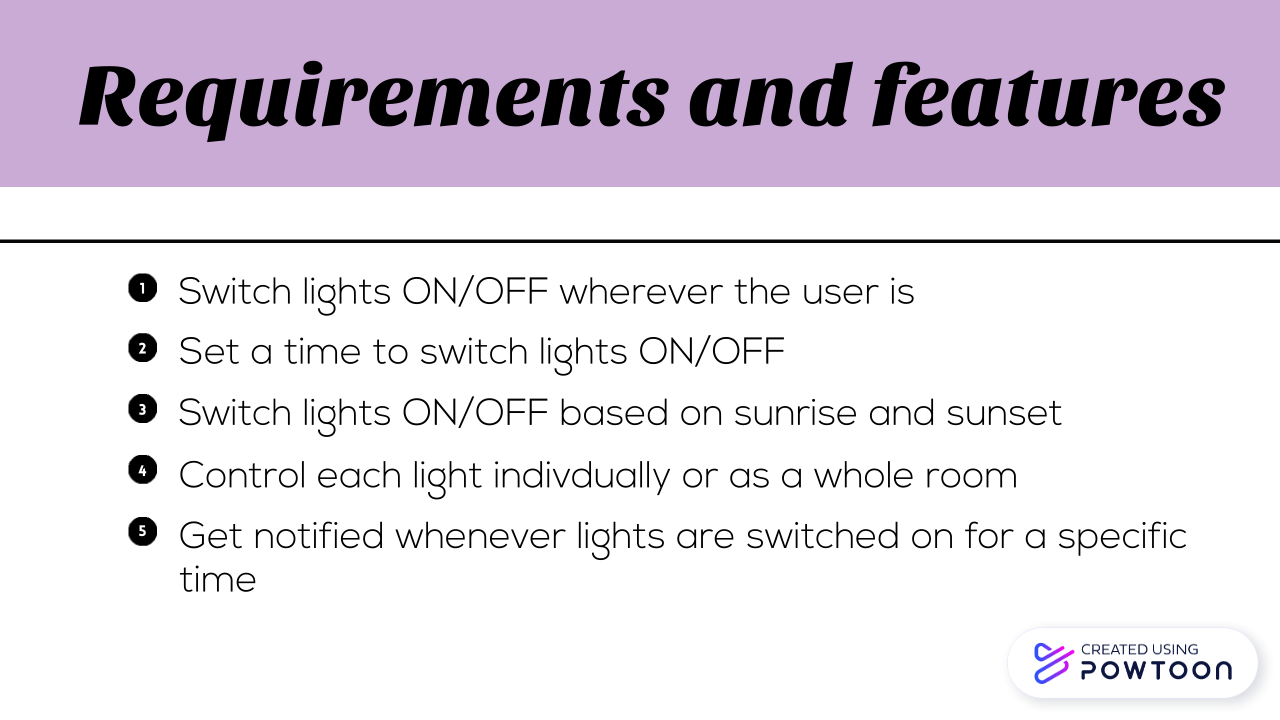 Requirements and features
1 Switch lights ON/OFF wherever the user is
2 Set a time to switch lights ON/OFF
3 Switch lights ON/OFF based on sunrise and sunset
4 Control each light indivdually or as a whole room
5 Get notified whenever lights are switched on for a specific
time
CREATED USING
POWTOON